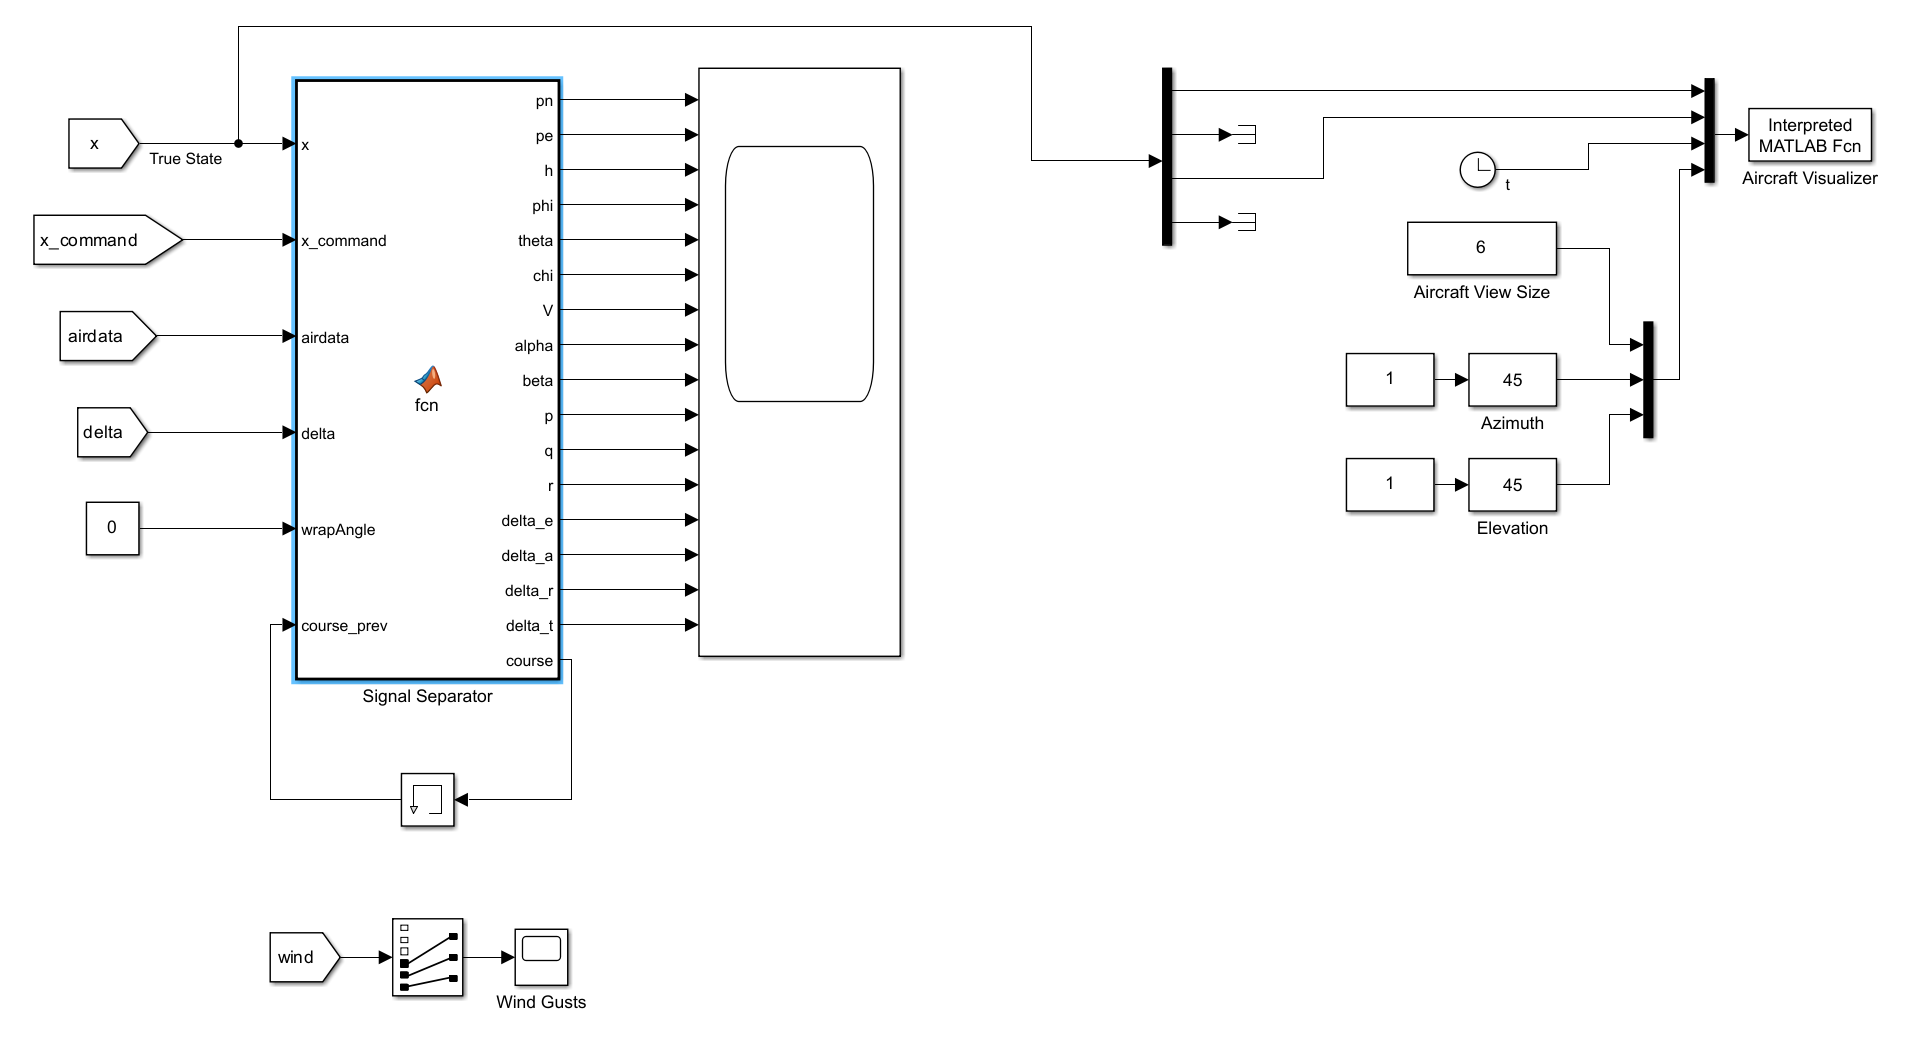 x
True State
x_command
airdata
delta
0
x
x_command
airdata
delta
wrapAngle
course_prev
fcn
pn
pe
h
phi
theta
chi
V
alpha
beta
p
q
r
delta_e
delta_a
delta_r
delta_t
course
Signal Separator
wind
Wind Gusts
t
6
Aircraft View Size
1
45
Azimuth
1
45
Elevation
Interpreted
MATLAB Fcn
Aircraft Visualizer